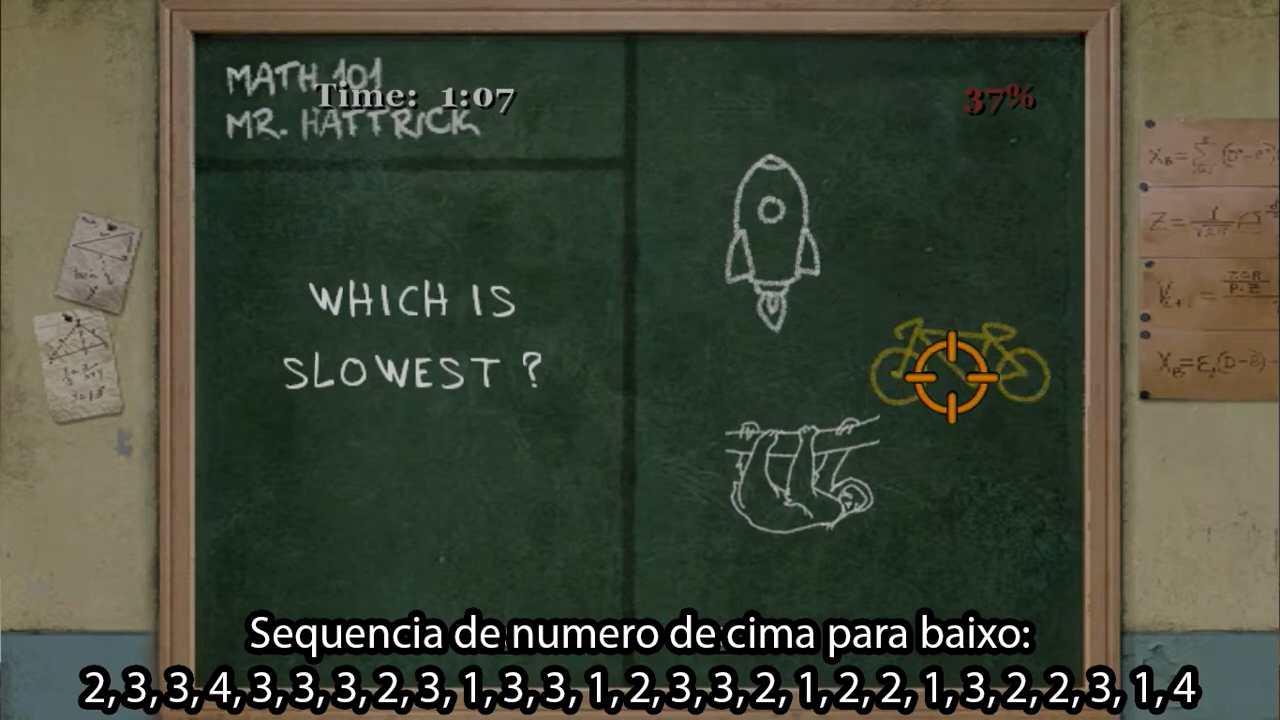 MATH 101
Time: 1:07
37%
MR. HATTRICK
WHICH IS
SLOWEST ?
Sequencia de numero de cima para baixo:
2, 3, 3, 4, 3, 3, 3, 2, 3, 1, 3, 3, 1, 2, 3, 3, 2, 1, 2, 2, 1, 3, 2, 2, 3, 1, 4